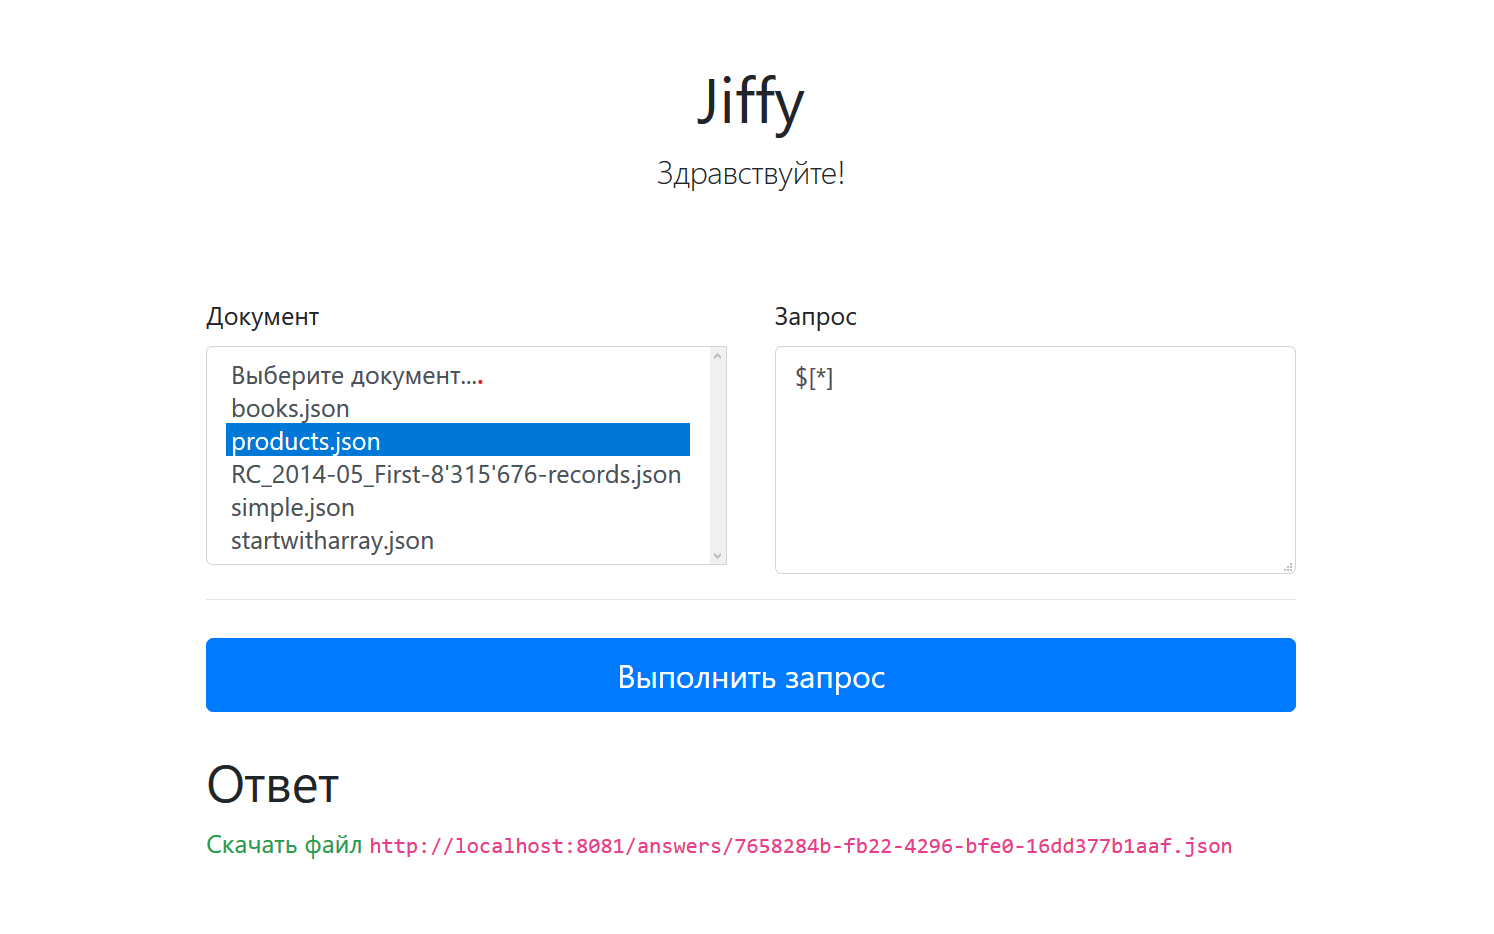 Jiffy
Здравствуйте!
Документ
Выберите документ....
books.json
products.json
RC_2014-05_First-8'315'676-records.json
simple.json
startwitharray.json
Запрос
$[*]
Выполнить запрос
Ответ
Скачать файл http://localhost:8081/answers/7658284b-fb22-4296-bfe0-16dd377b1aaf.json